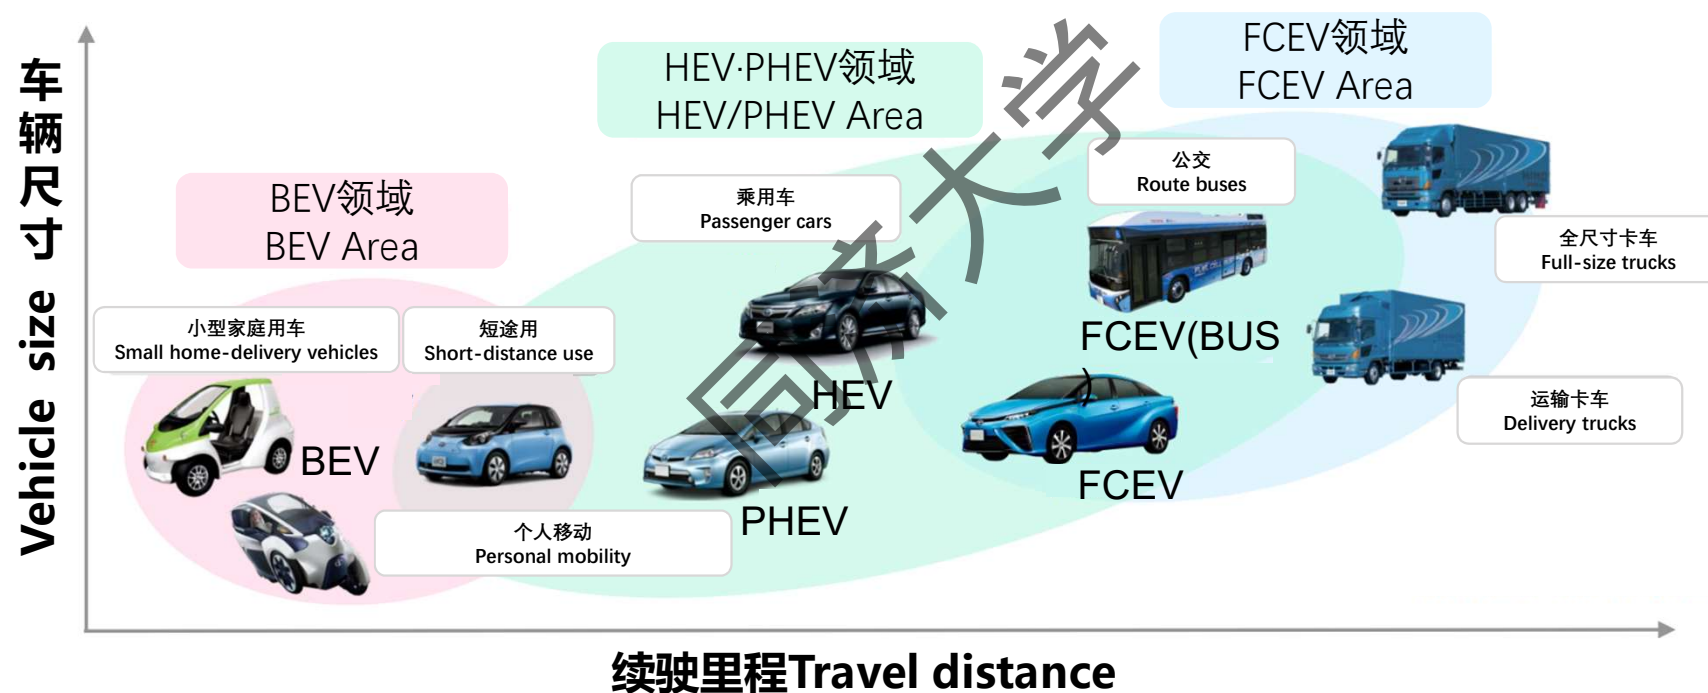 车辆尺寸 Vehicle size
HEV·PHEV领域
HEV/PHEV Area
FCEV领域
FCEV Area
BEV领域
BEV Area
乘用车
Passenger cars
公交
Route buses
全尺寸卡车
Full-size trucks
小型家庭用车
Small home-delivery vehicles
短途用
Short-distance use
FCEV(BUS
)
HEV
运输卡车
Delivery trucks
BEV
FCEV
PHEV
个人移动
Personal mobility
续驶里程Travel distance
同济大学